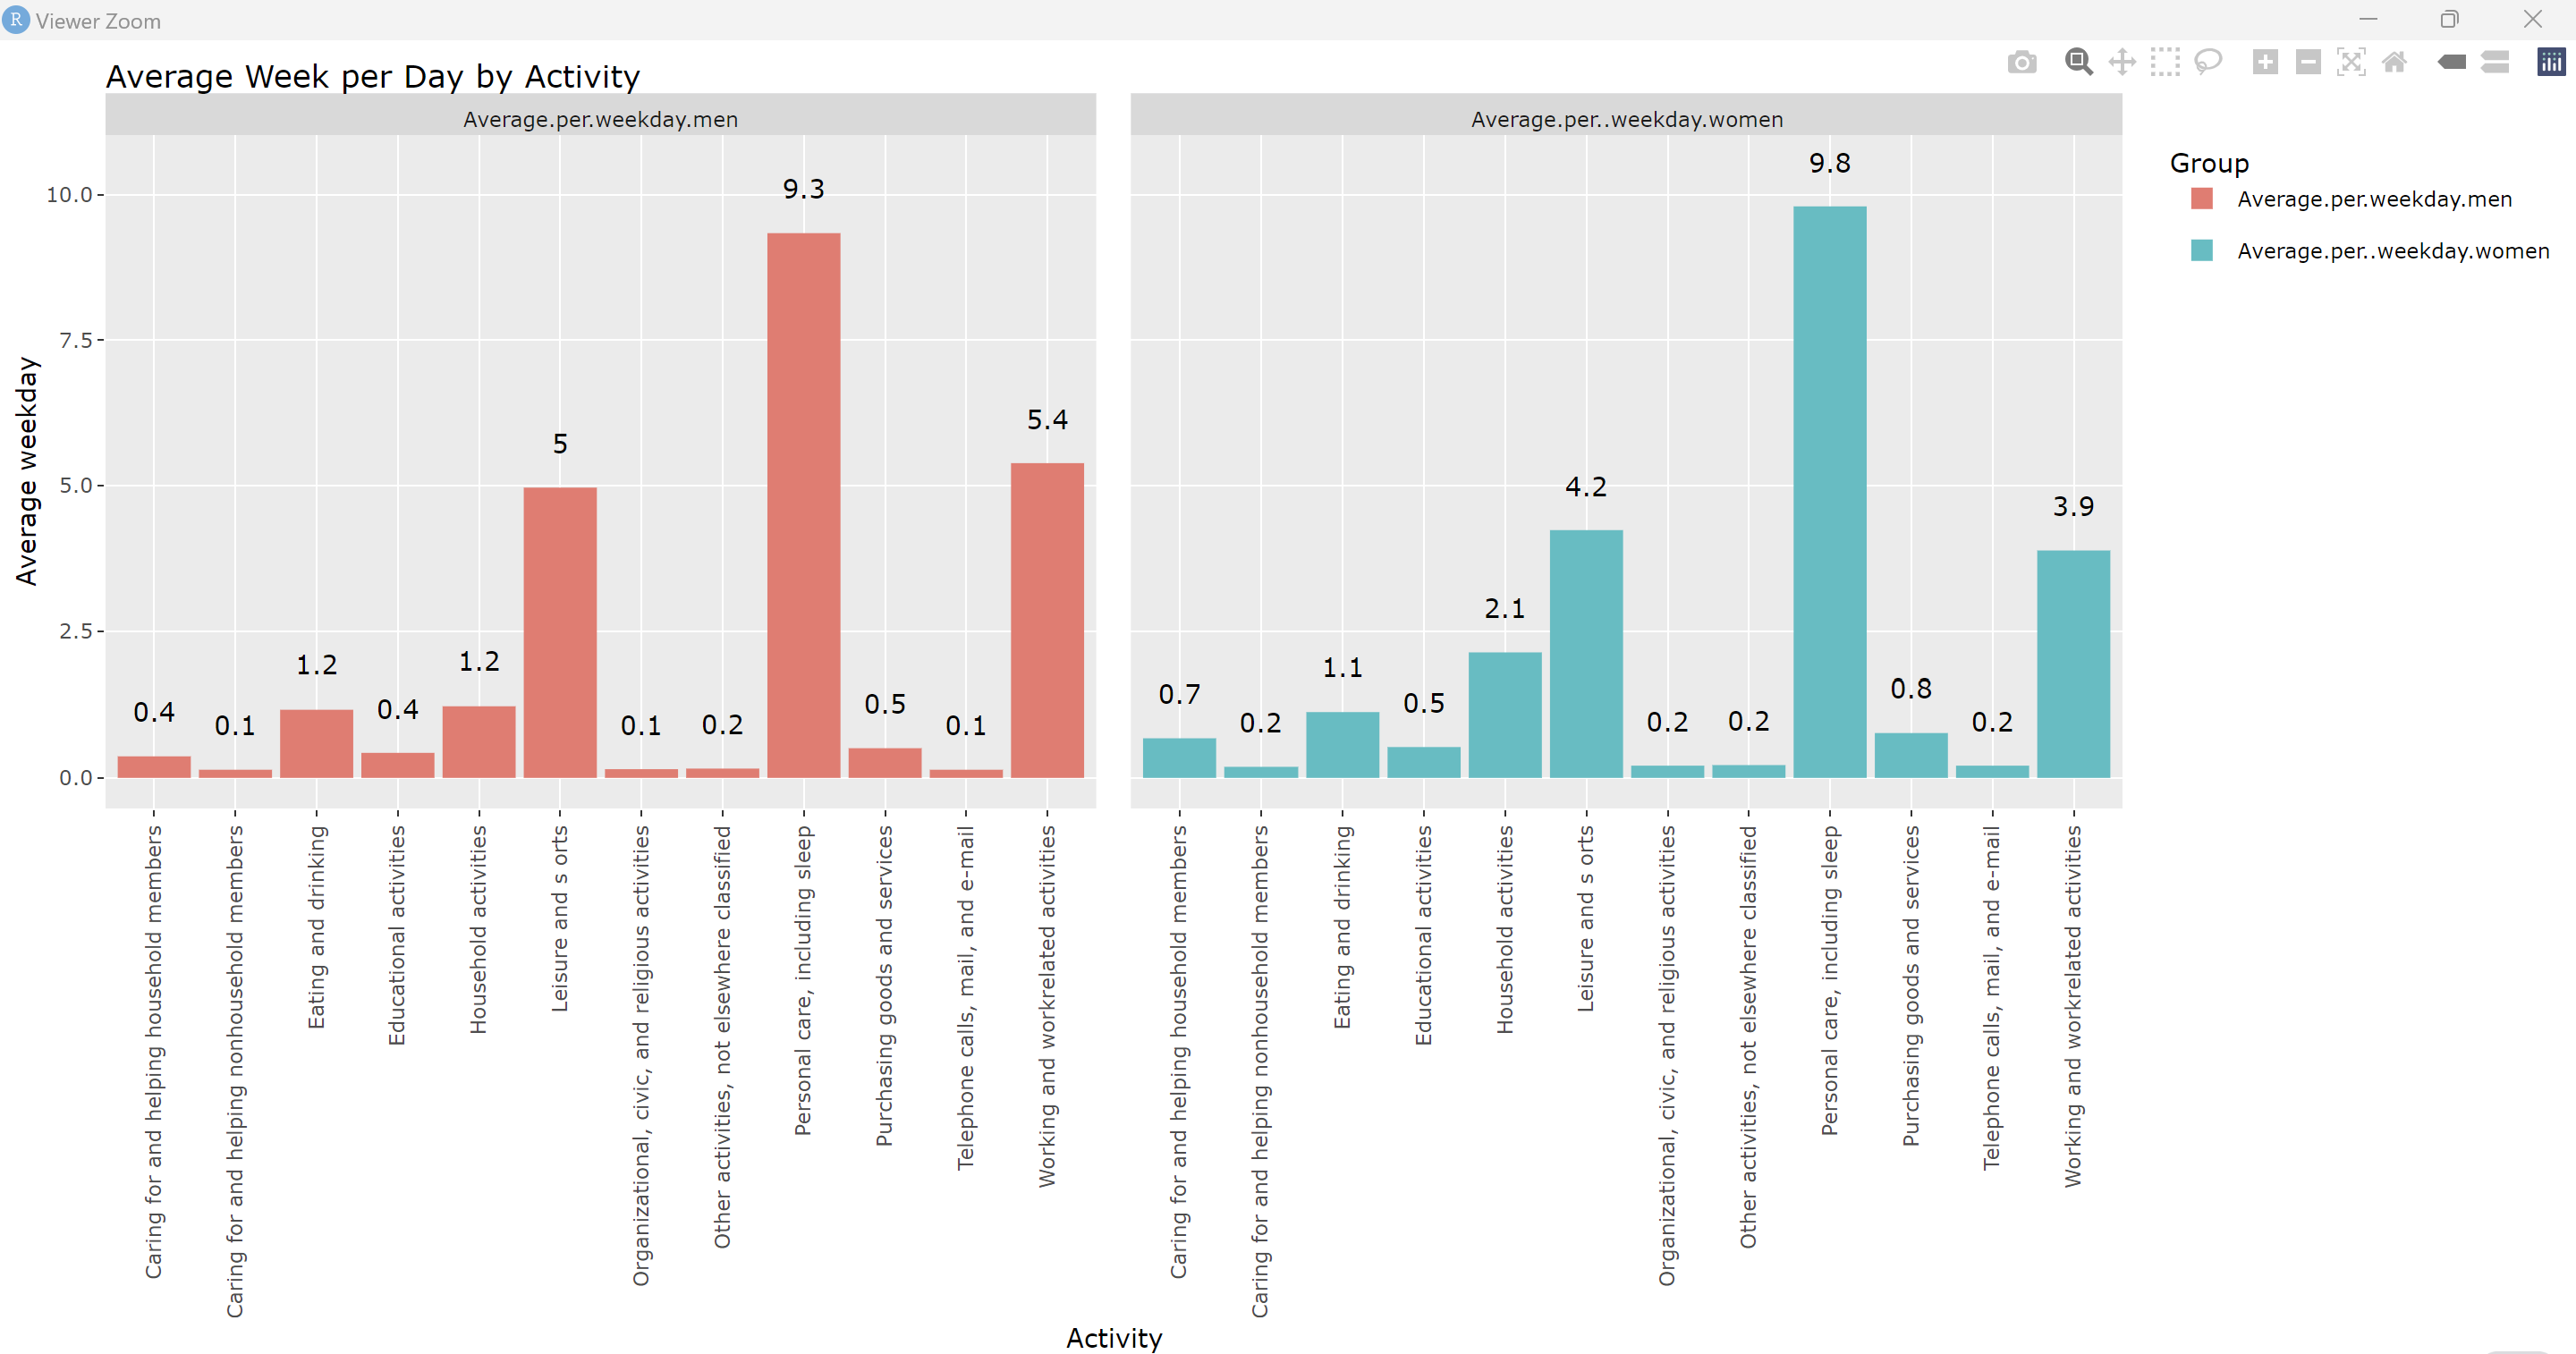 R Viewer Zoom
Average Week per Day by Activity
Average.per.weekday.men
Average.per..weekday.women
Group
Average.per.weekday.men
Average.per..weekday.women
Average weekday
10.0
7.5
5.0
2.5
0.0
0.4
0.1
1.2
0.4
1.2
5
0.1
0.2
9.3
0.5
0.1
5.4
0.7
0.2
1.1
0.5
2.1
4.2
0.2
0.2
9.8
0.8
0.2
3.9
Caring for and helping household members
Caring for and helping nonhousehold members
Eating and drinking
Educational activities
Household activities
Leisure and s orts
Organizational, civic, and religious activities
Other activities, not elsewhere classified
Personal care, including sleep
Purchasing goods and services
Telephone calls, mail, and e-mail
Working and workrelated activities
Caring for and helping household members
Caring for and helping nonhousehold members
Eating and drinking
Educational activities
Household activities
Leisure and s orts
Organizational, civic, and religious activities
Other activities, not elsewhere classified
Personal care, including sleep
Purchasing goods and services
Telephone calls, mail, and e-mail
Working and workrelated activities
Activity